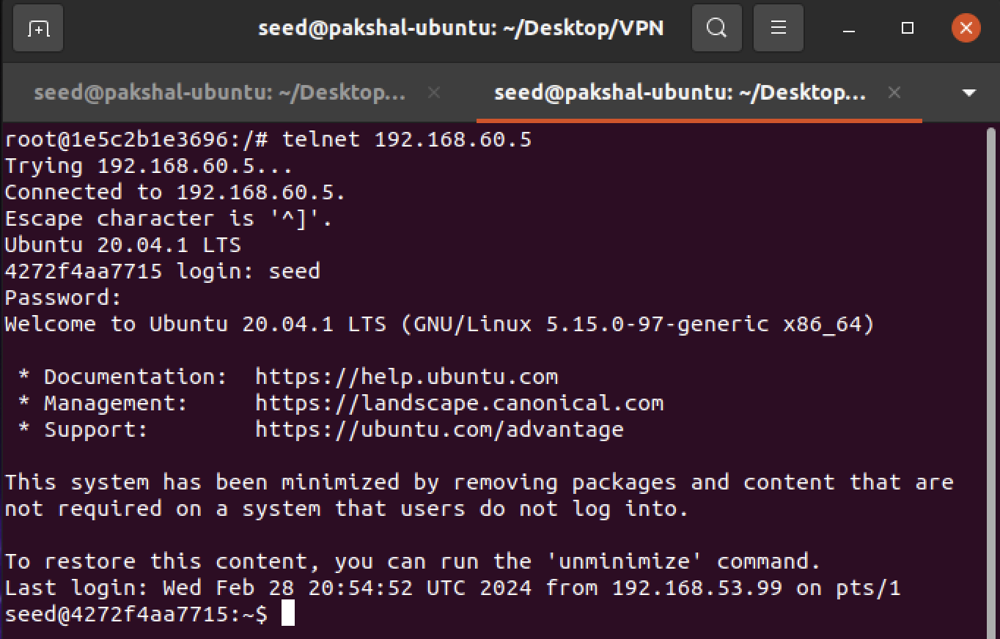 seed@pakshal-ubuntu: ~/Desktop/VPN
seed@pakshal-ubuntu: ~/Desktop...
seed@pakshal-ubuntu: ~/Desktop...
root@1e5c2b1e3696:/# telnet 192.168.60.5
Trying 192.168.60.5...
Connected to 192.168.60.5.
Escape character is '^]'.
Ubuntu 20.04.1 LTS
4272f4aa7715 login: seed
Password:
Welcome to Ubuntu 20.04.1 LTS (GNU/Linux 5.15.0-97-generic x86_64)
* Documentation:  https://help.ubuntu.com
* Management:     https://landscape.canonical.com
* Support:        https://ubuntu.com/advantage
This system has been minimized by removing packages and content that are
not required on a system that users do not log into.
To restore this content, you can run the 'unminimize' command.
Last login: Wed Feb 28 20:54:52 UTC 2024 from 192.168.53.99 on pts/1
seed@4272f4aa7715:~$